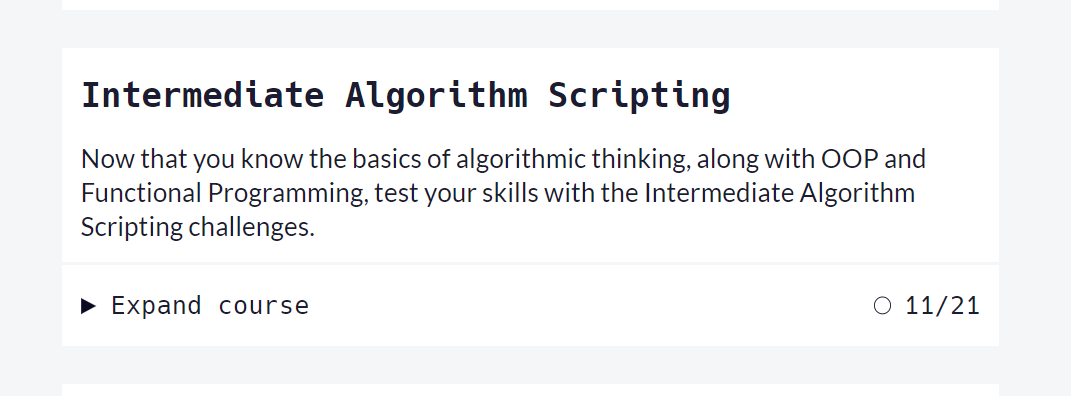 Intermediate Algorithm Scripting
Now that you know the basics of algorithmic thinking, along with OOP and
Functional Programming, test your skills with the Intermediate Algorithm
Scripting challenges.
Expand course
11/21